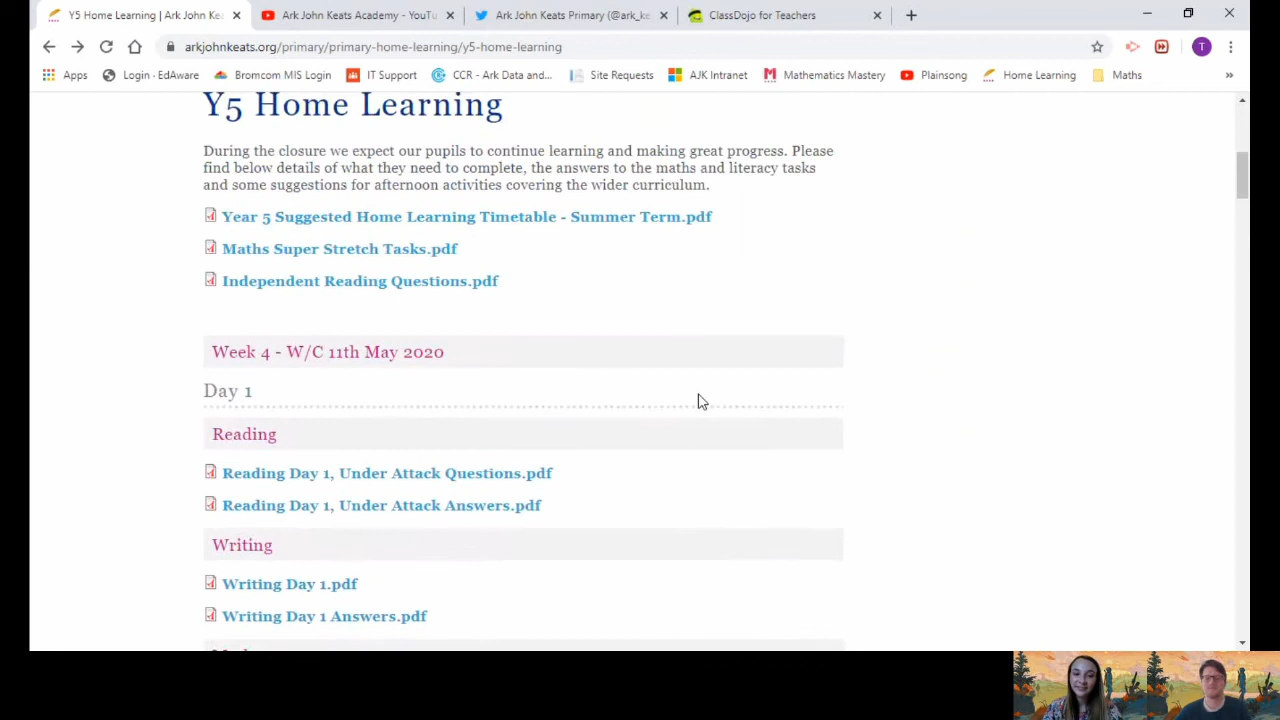 Y5 Home Learning | Ark John Ke
Ark John Keats Academy - YouTu
Ark John Keats Primary (@ark_ke
ClassDojo for Teachers
arkjohnkeats.org/primary/primary-home-learning/y5-home-learning
T
Apps
Login · EdAware
Bromcom MIS Login
IT Support
CCR - Ark Data and...
Site Requests
AJK Intranet
Mathematics Mastery
Plainsong
Home Learning
Maths
»
Y5 Home Learning
During the closure we expect our pupils to continue learning and making great progress. Please
find below details of what they need to complete, the answers to the maths and literacy tasks
and some suggestions for afternoon activities covering the wider curriculum.
Year 5 Suggested Home Learning Timetable - Summer Term.pdf
Maths Super Stretch Tasks.pdf
Independent Reading Questions.pdf
Week 4 - W/C 11th May 2020
Day 1
Reading
Reading Day 1, Under Attack Questions.pdf
Reading Day 1, Under Attack Answers.pdf
Writing
Writing Day 1.pdf
Writing Day 1 Answers.pdf